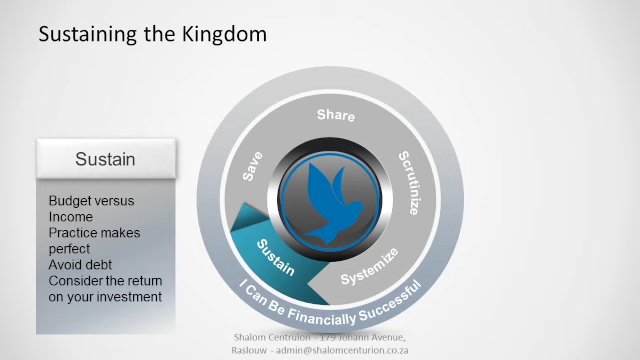 Sustaining the Kingdom
Sustain
Budget versus
Income
Practice makes
perfect
Avoid debt
Consider the return
on your investment
Share
Scrutinize
Systemize
Sustain
Save
I Can Be Financially Successful
Shalom Centruion - 179 Johann Avenue,
Raslouw - admin@shalomcenturion.co.za